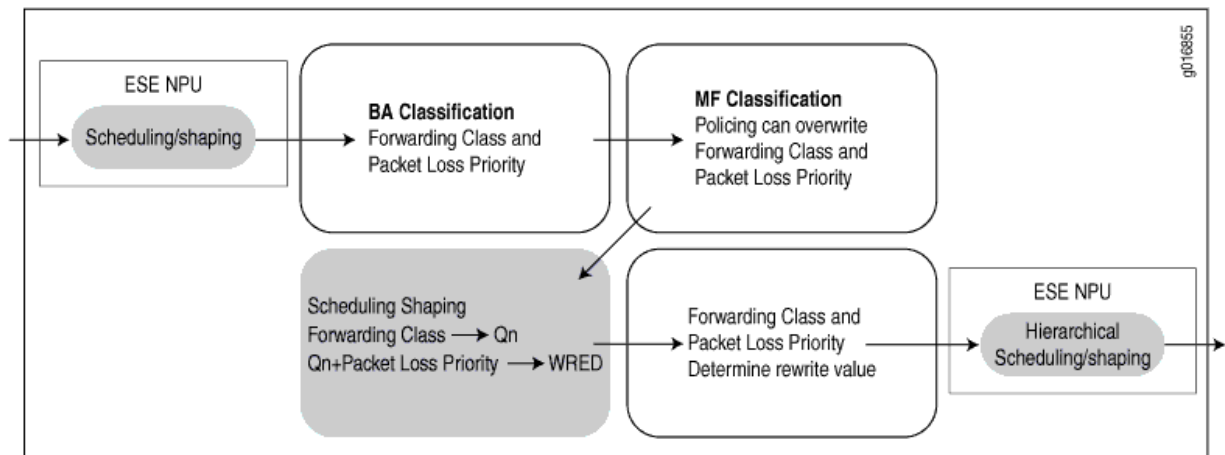 g016855
ESE NPU
Scheduling/shaping
BA Classification
Forwarding Class and
Packet Loss Priority
MF Classification
Policing can overwrite
Forwarding Class and
Packet Loss Priority
Scheduling Shaping
Forwarding Class → Qn
Qn+Packet Loss Priority → WRED
Forwarding Class and
Packet Loss Priority
Determine rewrite value
ESE NPU
Hierarchical
Scheduling/shaping